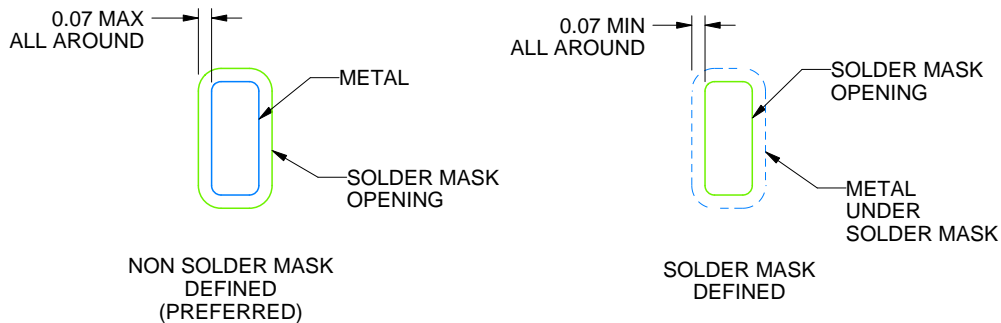 0.07 MAX
ALL AROUND
METAL
SOLDER MASK
OPENING
NON SOLDER MASK
DEFINED
(PREFERRED)
0.07 MIN
ALL AROUND
SOLDER MASK
OPENING
METAL
UNDER
SOLDER MASK
SOLDER MASK
DEFINED